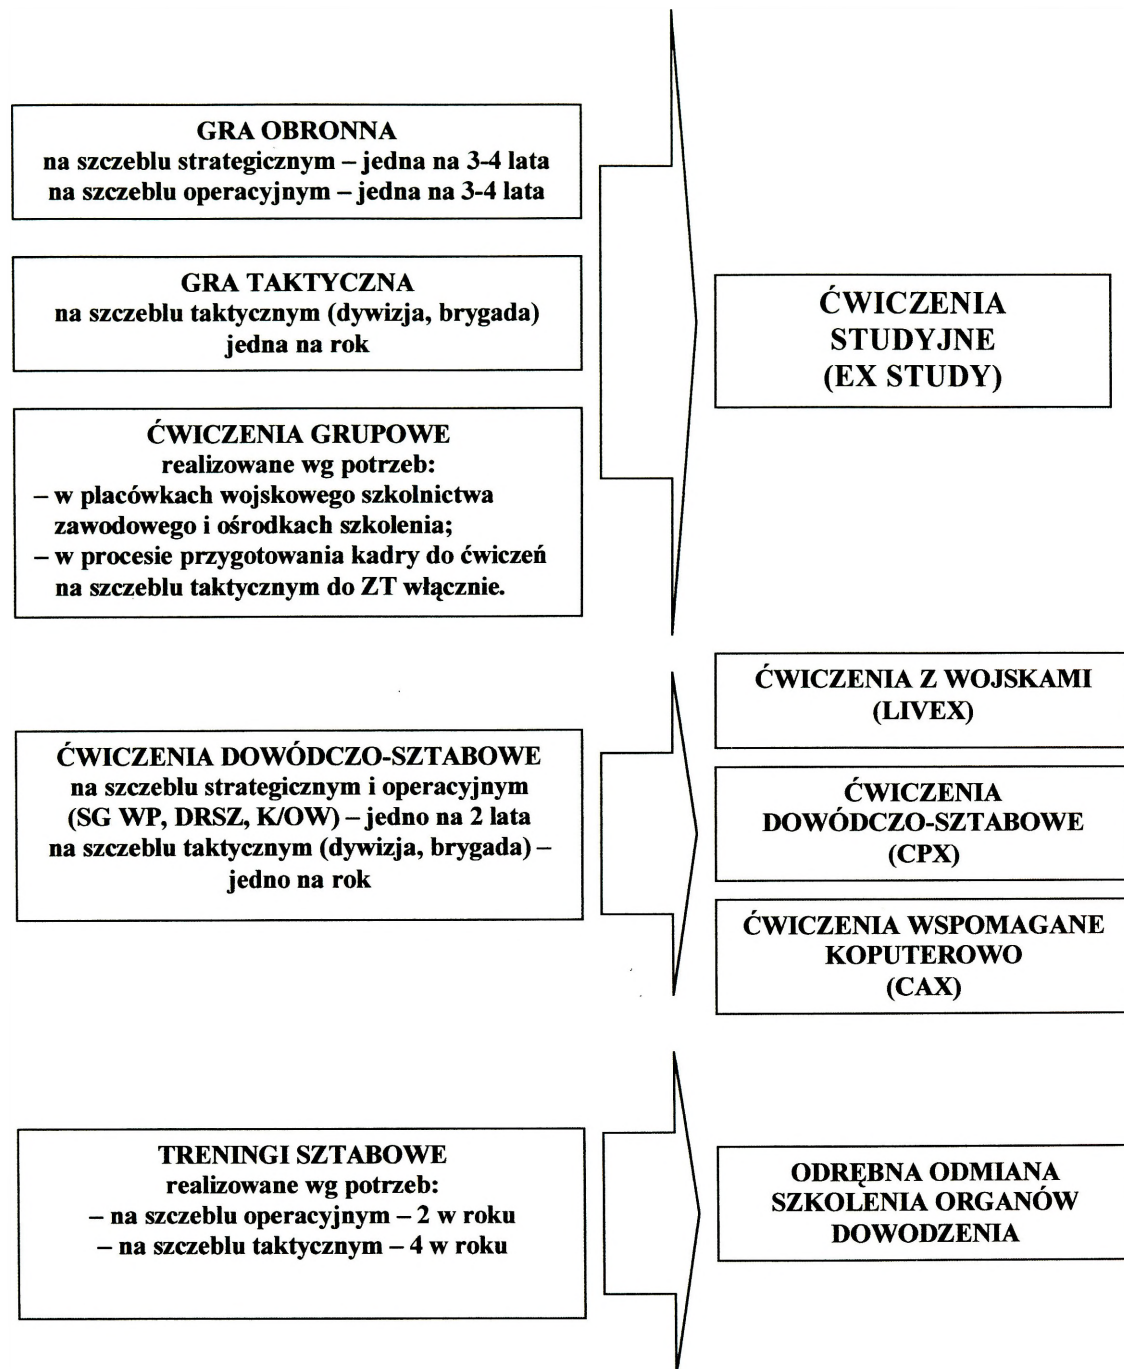 GRA OBRONNA
na szczeblu strategicznym – jedna na 3-4 lata
na szczeblu operacyjnym – jedna na 3-4 lata
GRA TAKTYCZNA
na szczeblu taktycznym (dywizja, brygada)
jedna na rok
ĆWICZENIA GRUPOWE
realizowane wg potrzeb:
– w placówkach wojskowego szkolnictwa
zawodowego i ośrodkach szkolenia;
– w procesie przygotowania kadry do ćwiczeń
na szczeblu taktycznym do ZT włącznie.
ĆWICZENIA
STUDYJNE
(EX STUDY)
ĆWICZENIA DOWÓDCZO-SZTABOWE
na szczeblu strategicznym i operacyjnym
(SG WP, DRSZ, K/OW) – jedno na 2 lata
na szczeblu taktycznym (dywizja, brygada) –
jedno na rok
ĆWICZENIA Z WOJSKAMI
(LIVEX)
ĆWICZENIA
DOWÓDCZO-SZTABOWE
(CPX)
ĆWICZENIA WSPOMAGANE
KOPUTEROWO
(CAX)
TRENINGI SZTABOWE
realizowane wg potrzeb:
– na szczeblu operacyjnym – 2 w roku
– na szczeblu taktycznym – 4 w roku
ODRĘBNA ODMIANA
SZKOLENIA ORGANÓW
DOWODZENIA